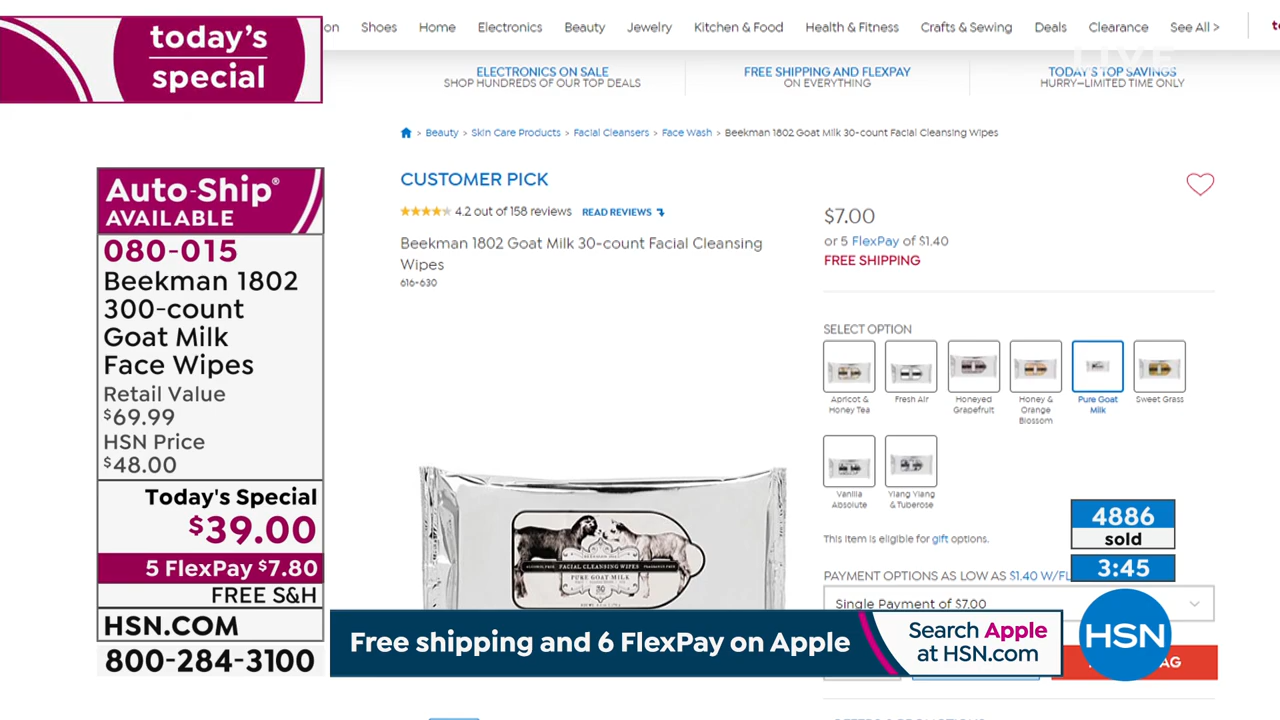 today's
special
on Shoes Home Electronics Beauty Jewelry Kitchen & Food Health & Fitness Crafts & Sewing Deals Clearance See All >
LIVE
ELECTRONICS ON SALE
SHOP HUNDREDS OF OUR TOP DEALS
FREE SHIPPING AND FLEXPAY
ON EVERYTHING
TODAY'S TOP SAVINGS
HURRY—LIMITED TIME ONLY
> Beauty > Skin Care Products > Facial Cleansers > Face Wash > Beekman 1802 Goat Milk 30-count Facial Cleansing Wipes
Auto-Ship®
AVAILABLE
080-015
Beekman 1802
300-count
Goat Milk
Face Wipes
Retail Value
$69.99
HSN Price
$48.00
Today's Special
$39.00
5 FlexPay $7.80
FREE S&H
HSN.COM
800-284-3100
CUSTOMER PICK
4.2 out of 158 reviews READ REVIEWS
Beekman 1802 Goat Milk 30-count Facial Cleansing
Wipes
616-630
FACIAL CLEANSING WIPES
PURE GOAT MILK
30
$7.00
or 5 FlexPay of $1.40
FREE SHIPPING
SELECT OPTION
Apricot &
Honey Tea
Fresh Air
Honeyed
Grapefruit
Honey &
Orange
Blossom
Pure Goat
Milk
Sweet Grass
Vanilla
Absolute
Ylang Ylang
& Tuberose
This item is eligible for gift options.
PAYMENT OPTIONS AS LOW AS $1.40 W/FL
Single Payment of $7.00
4886
sold
3:45
Free shipping and 6 FlexPay on Apple
Search Apple
at HSN.com
HSN
AG